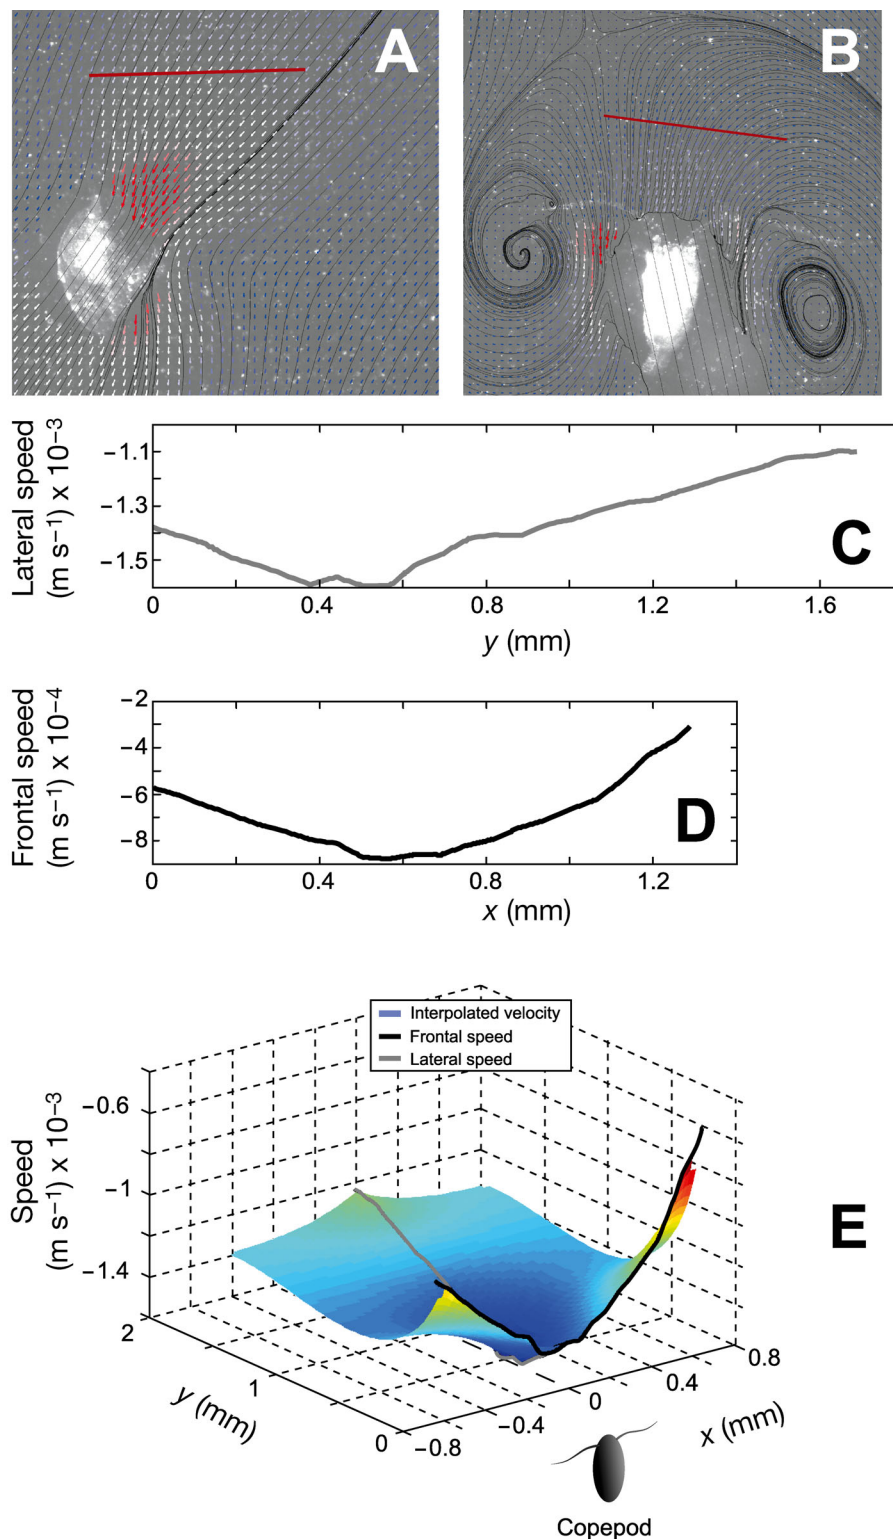 A
B
Lateral speed
(m s⁻¹) x 10⁻³
−1.1
−1.3
−1.5
C
0 0.4 0.8 1.2 1.6
y (mm)
Frontal speed
(m s⁻¹) x 10⁻⁴
−2
−4
−6
−8
D
0 0.4 0.8 1.2
x (mm)
Interpolated velocity
Frontal speed
Lateral speed
Speed
(m s⁻¹) x 10⁻³
−0.6
−1
−1.4
E
2
1
0
y (mm)
−0.8
−0.4
0
0.4
0.8
x (mm)
Copepod